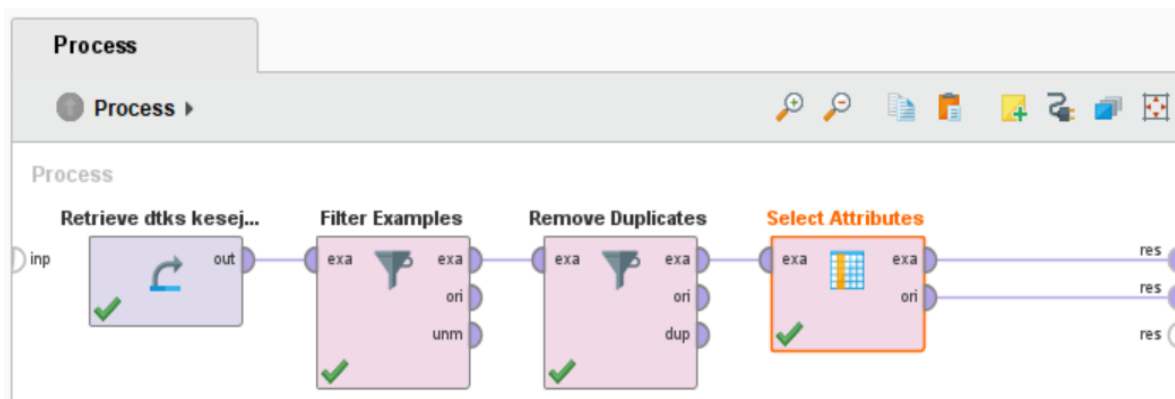 Process
Process
Process
Retrieve dtks kesej... Filter Examples Remove Duplicates Select Attributes
inp out exa exa exa exa exa exa res
ori ori ori res
unm dup res